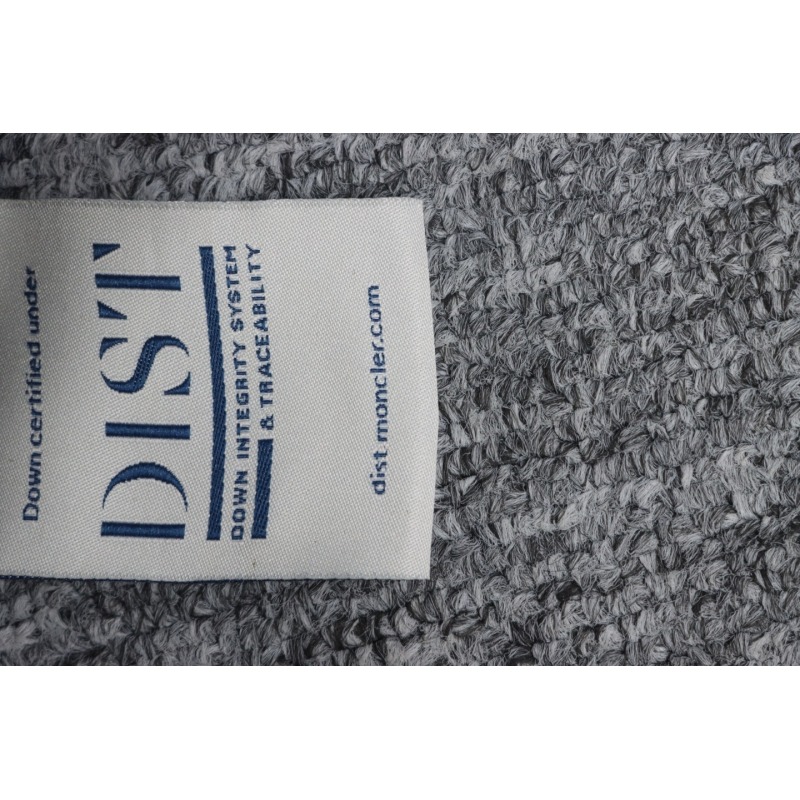 Down certified under
DIST
DOWN INTEGRITY SYSTEM
& TRACEABILITY
dist.moncler.com